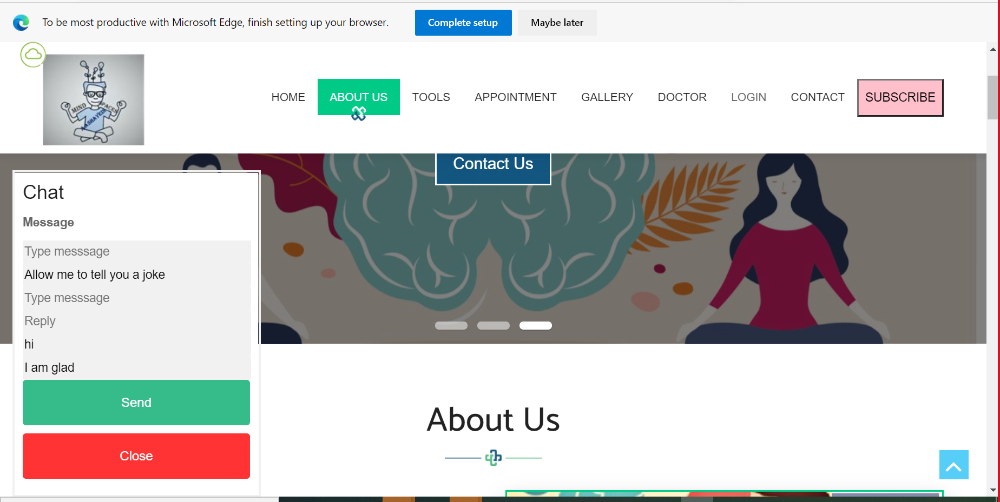 To be most productive with Microsoft Edge, finish setting up your browser.
Complete setup
Maybe later
MIND SPACES
HOME
ABOUT US
TOOLS
APPOINTMENT
GALLERY
DOCTOR
LOGIN
CONTACT
SUBSCRIBE
Contact Us
Chat
Message
Type messsage
Allow me to tell you a joke
Type messsage
Reply
hi
I am glad
Send
Close
About Us